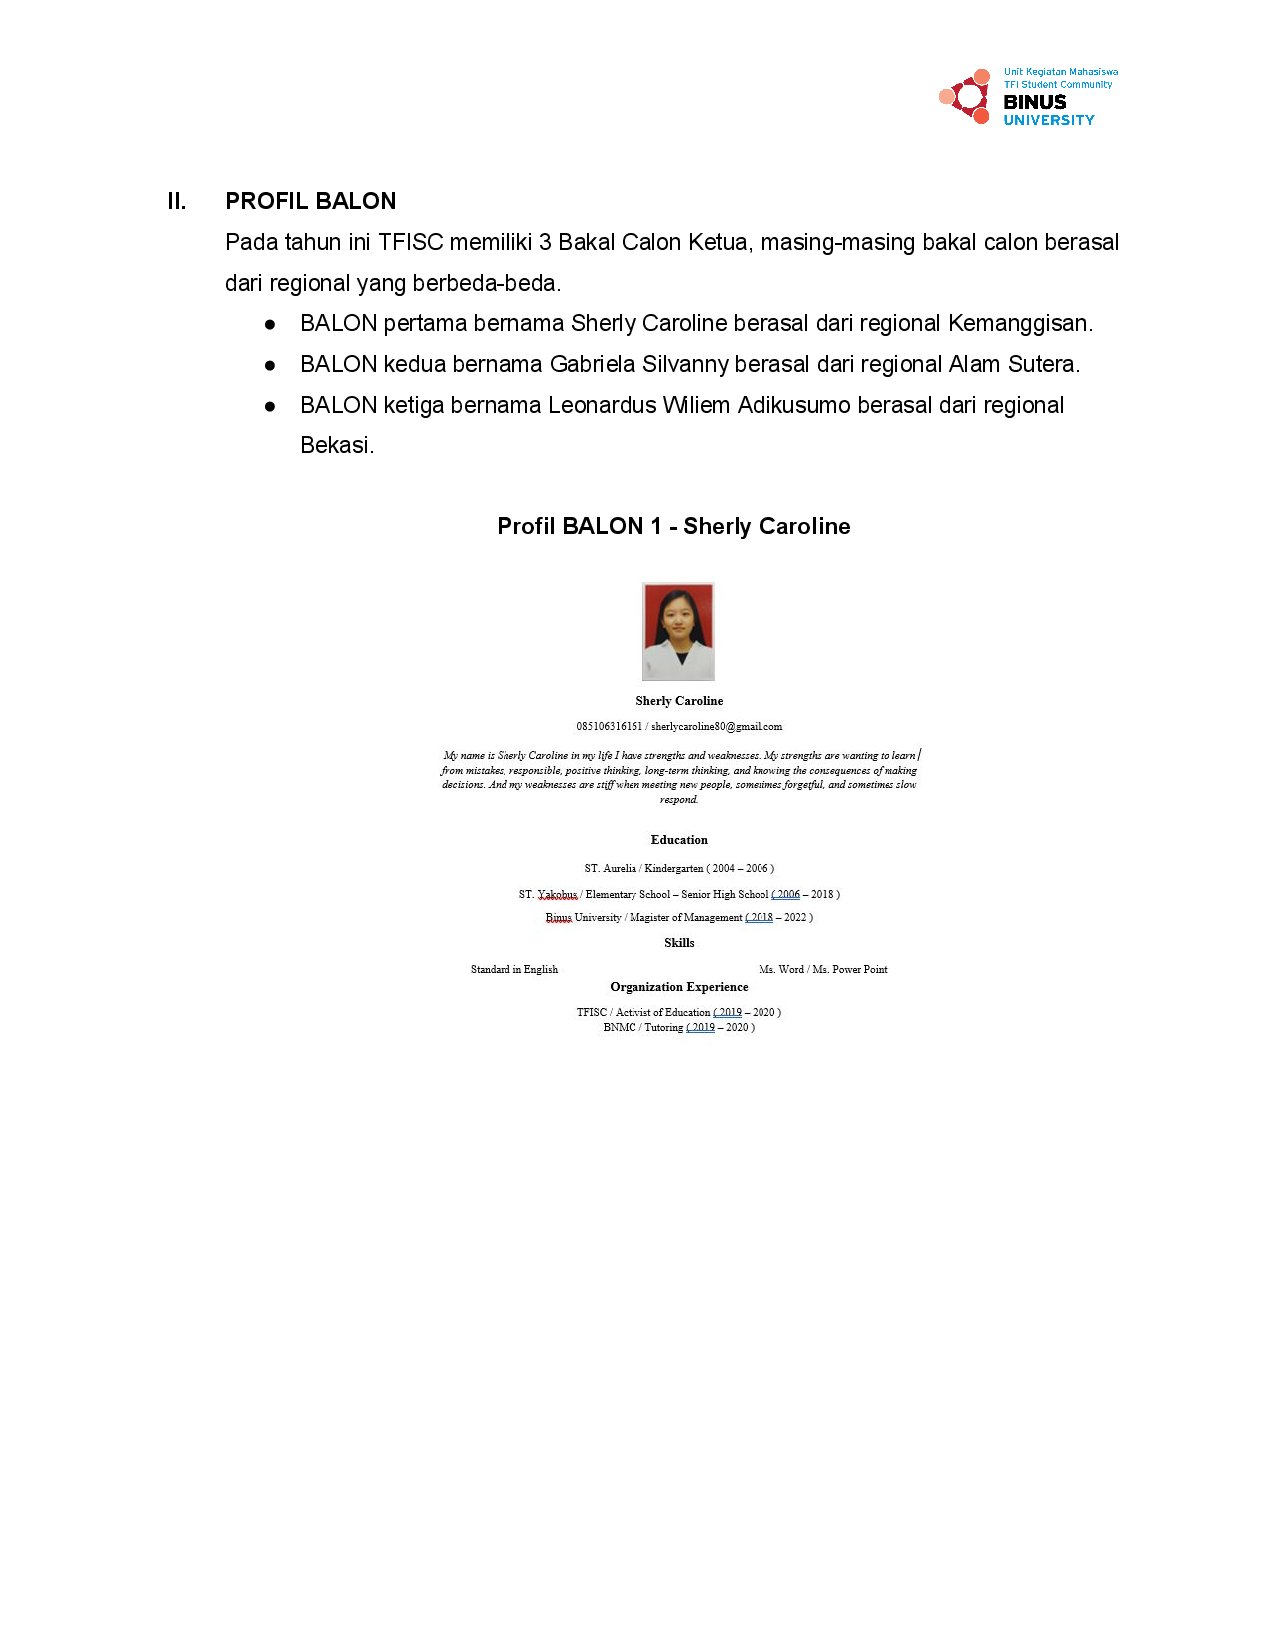 Unit Kegiatan Mahasiswa
TFI Student Community
BINUS
UNIVERSITY
II. PROFIL BALON
Pada tahun ini TFISC memiliki 3 Bakal Calon Ketua, masing-masing bakal calon berasal
dari regional yang berbeda-beda.
● BALON pertama bernama Sherly Caroline berasal dari regional Kemanggisan.
● BALON kedua bernama Gabriela Silvanny berasal dari regional Alam Sutera.
● BALON ketiga bernama Leonardus Wiliem Adikusumo berasal dari regional
Bekasi.
Profil BALON 1 - Sherly Caroline
Sherly Caroline
085106316151 / sherlycaroline80@gmail.com
My name is Sherly Caroline in my life I have strengths and weaknesses. My strengths are wanting to learn
from mistakes, responsible, positive thinking, long-term thinking, and knowing the consequences of making
decisions. And my weaknesses are stiff when meeting new people, sometimes forgetful, and sometimes slow
respond.
Education
ST. Aurelia / Kindergarten ( 2004 – 2006 )
ST. Yakobus / Elementary School – Senior High School ( 2006 – 2018 )
Binus University / Magister of Management ( 2018 – 2022 )
Skills
Standard in English Ms. Word / Ms. Power Point
Organization Experience
TFISC / Activist of Education ( 2019 – 2020 )
BNMC / Tutoring ( 2019 – 2020 )